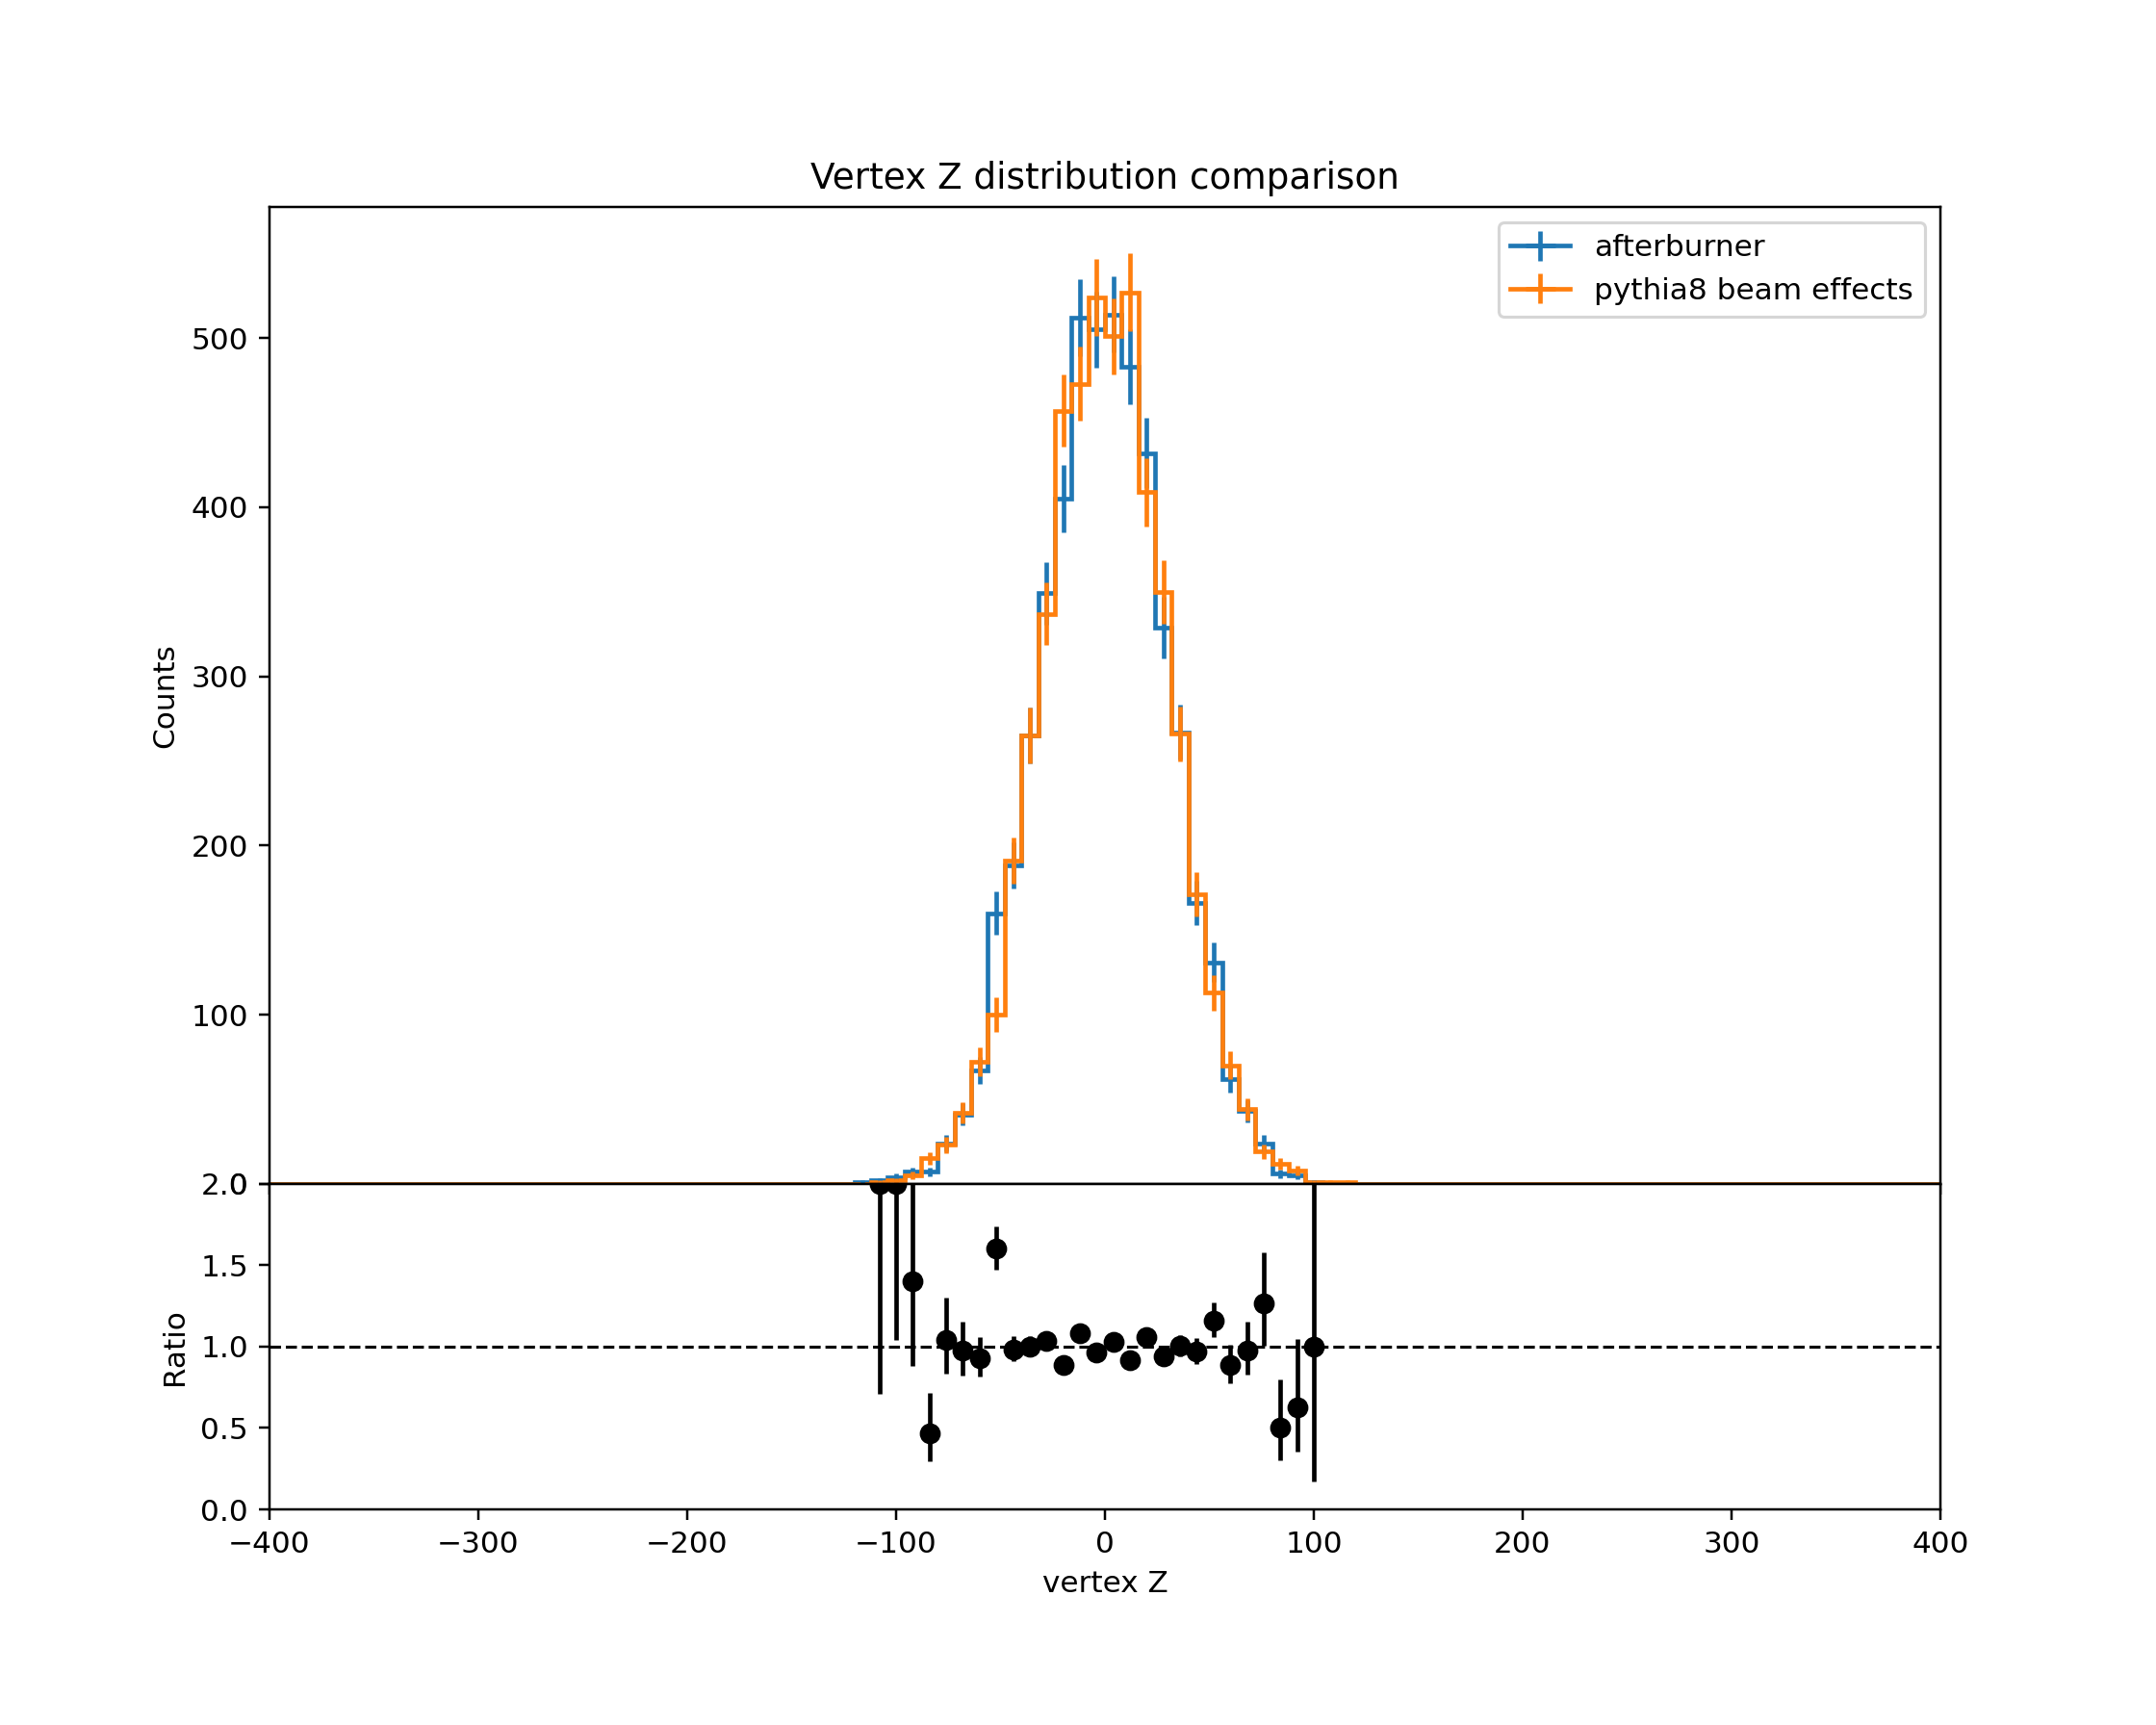 Vertex Z distribution comparison
afterburner
pythia8 beam effects
Counts
500
400
300
200
100
2.0
1.5
1.0
0.5
0.0
Ratio
−400 −300 −200 −100 0 100 200 300 400
vertex Z